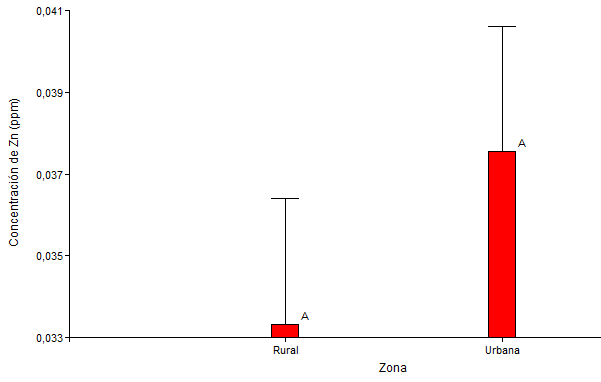 0,041
0,039
0,037
0,035
0,033
Concentración de Zn (ppm)
A
A
Rural
Urbana
Zona